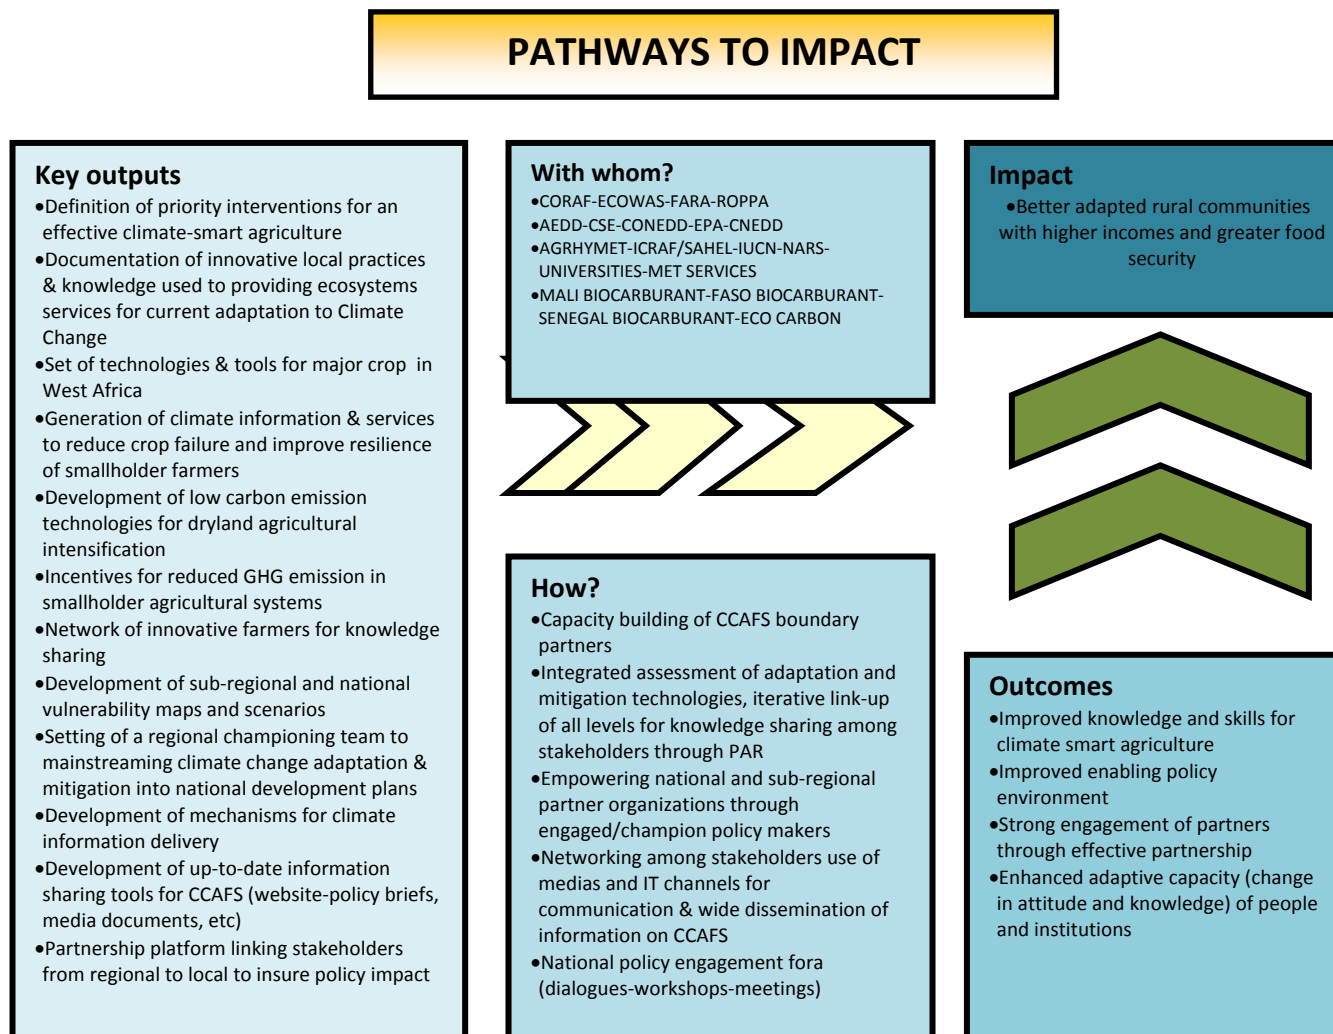 PATHWAYS TO IMPACT
Key outputs
•Definition of priority interventions for an
effective climate-smart agriculture
•Documentation of innovative local practices
& knowledge used to providing ecosystems
services for current adaptation to Climate
Change
•Set of technologies & tools for major crop in
West Africa
•Generation of climate information & services
to reduce crop failure and improve resilience
of smallholder farmers
•Development of low carbon emission
technologies for dryland agricultural
intensification
•Incentives for reduced GHG emission in
smallholder agricultural systems
•Network of innovative farmers for knowledge
sharing
•Development of sub-regional and national
vulnerability maps and scenarios
•Setting of a regional championing team to
mainstreaming climate change adaptation &
mitigation into national development plans
•Development of mechanisms for climate
information delivery
•Development of up-to-date information
sharing tools for CCAFS (website-policy briefs,
media documents, etc)
•Partnership platform linking stakeholders
from regional to local to insure policy impact
With whom?
•CORAF-ECOWAS-FARA-ROPPA
•AEDD-CSE-CONEDD-EPA-CNEDD
•AGRHYMET-ICRAF/SAHEL-IUCN-NARS-
UNIVERSITIES-MET SERVICES
•MALI BIOCARBURANT-FASO BIOCARBURANT-
SENEGAL BIOCARBURANT-ECO CARBON
How?
•Capacity building of CCAFS boundary
partners
•Integrated assessment of adaptation and
mitigation technologies, iterative link-up
of all levels for knowledge sharing among
stakeholders through PAR
•Empowering national and sub-regional
partner organizations through
engaged/champion policy makers
•Networking among stakeholders use of
medias and IT channels for
communication & wide dissemination of
information on CCAFS
•National policy engagement fora
(dialogues-workshops-meetings)
Impact
•Better adapted rural communities
with higher incomes and greater food
security
Outcomes
•Improved knowledge and skills for
climate smart agriculture
•Improved enabling policy
environment
•Strong engagement of partners
through effective partnership
•Enhanced adaptive capacity (change
in attitude and knowledge) of people
and institutions